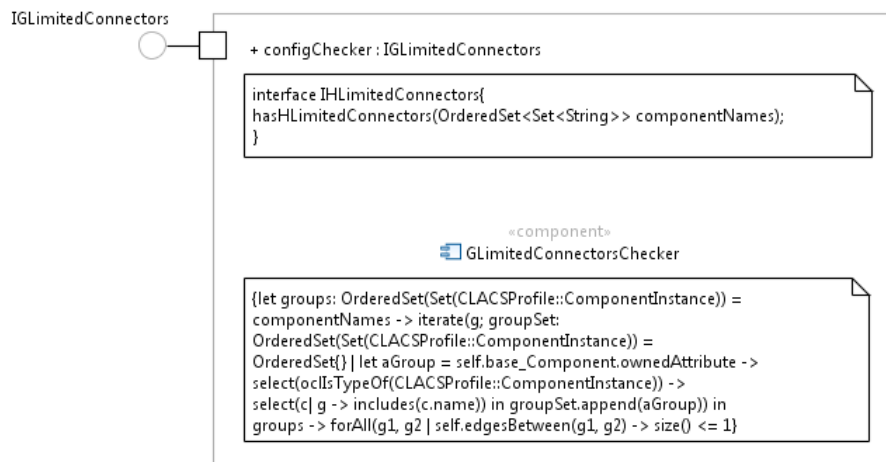 IGLimitedConnectors
+ configChecker : IGLimitedConnectors
interface IHLimitedConnectors{
hasHLimitedConnectors(OrderedSet<Set<String>> componentNames);
}
«component»
GLimitedConnectorsChecker
{let groups: OrderedSet(Set(CLACSProfile::ComponentInstance)) =
componentNames -> iterate(g; groupSet:
OrderedSet(Set(CLACSProfile::ComponentInstance)) =
OrderedSet{} | let aGroup = self.base_Component.ownedAttribute ->
select(oclIsTypeOf(CLACSProfile::ComponentInstance)) ->
select(c| g -> includes(c.name)) in groupSet.append(aGroup)) in
groups -> forAll(g1, g2 | self.edgesBetween(g1, g2) -> size() <= 1}